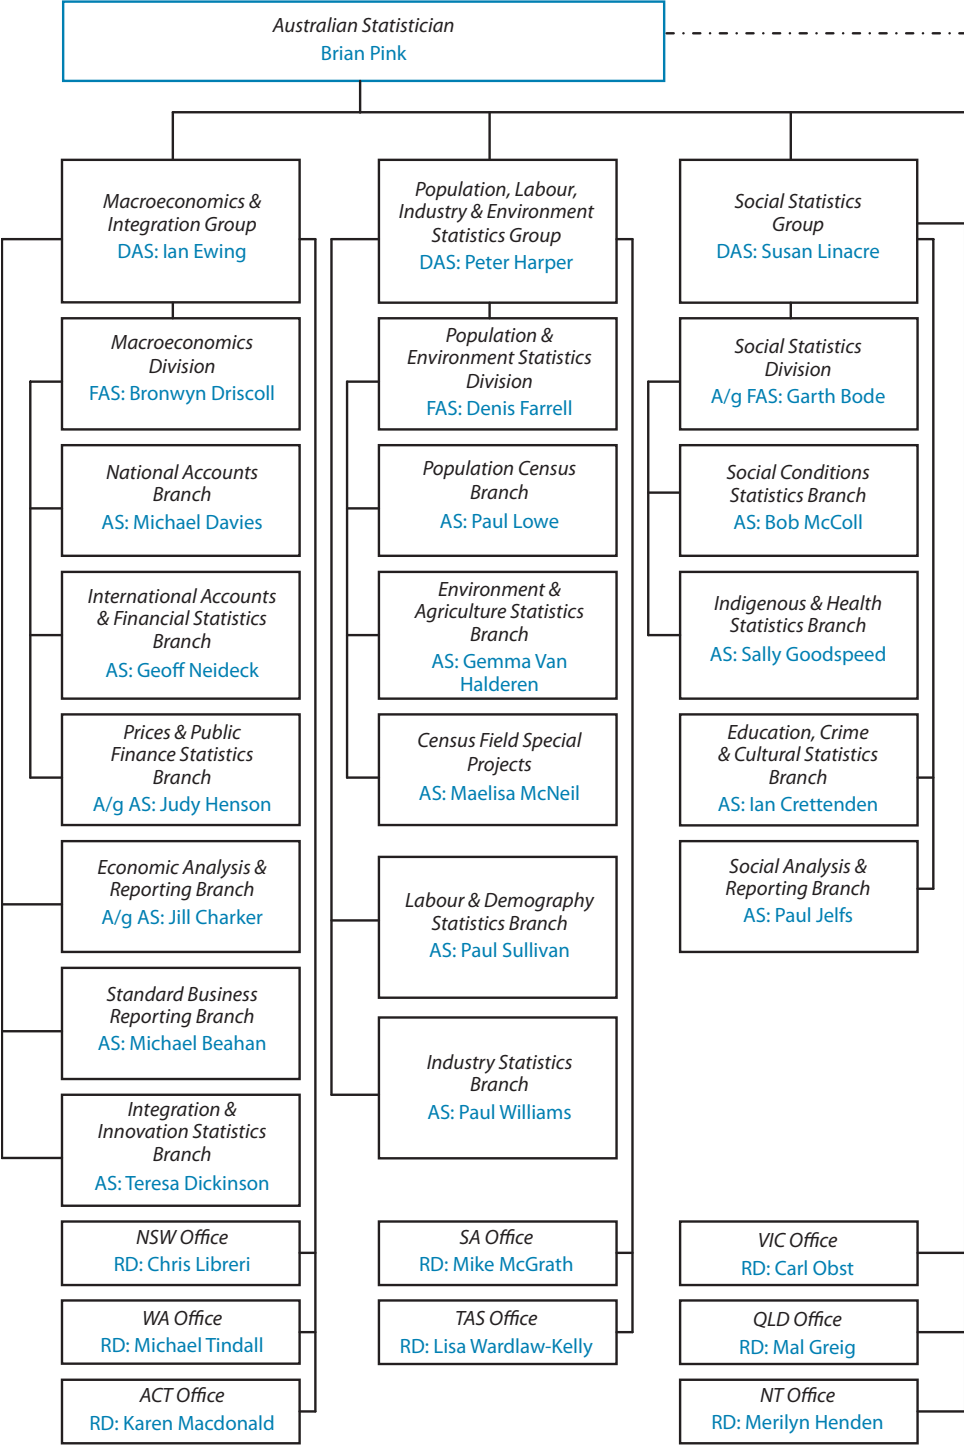 Australian Statistician
Brian Pink
Macroeconomics &
Integration Group
DAS: Ian Ewing
Macroeconomics
Division
FAS: Bronwyn Driscoll
National Accounts
Branch
AS: Michael Davies
International Accounts
& Financial Statistics
Branch
AS: Geoff Neideck
Prices & Public
Finance Statistics
Branch
A/g AS: Judy Henson
Economic Analysis &
Reporting Branch
A/g AS: Jill Charker
Standard Business
Reporting Branch
AS: Michael Beahan
Integration &
Innovation Statistics
Branch
AS: Teresa Dickinson
NSW Office
RD: Chris Libreri
WA Office
RD: Michael Tindall
ACT Office
RD: Karen Macdonald
Population, Labour,
Industry & Environment
Statistics Group
DAS: Peter Harper
Population &
Environment Statistics
Division
FAS: Denis Farrell
Population Census
Branch
AS: Paul Lowe
Environment &
Agriculture Statistics
Branch
AS: Gemma Van
Halderen
Census Field Special
Projects
AS: Maelisa McNeil
Labour & Demography
Statistics Branch
AS: Paul Sullivan
Industry Statistics
Branch
AS: Paul Williams
SA Office
RD: Mike McGrath
TAS Office
RD: Lisa Wardlaw-Kelly
Social Statistics
Group
DAS: Susan Linacre
Social Statistics
Division
A/g FAS: Garth Bode
Social Conditions
Statistics Branch
AS: Bob McColl
Indigenous & Health
Statistics Branch
AS: Sally Goodspeed
Education, Crime
& Cultural Statistics
Branch
AS: Ian Crettenden
Social Analysis &
Reporting Branch
AS: Paul Jelfs
VIC Office
RD: Carl Obst
QLD Office
RD: Mal Greig
NT Office
RD: Merilyn Henden